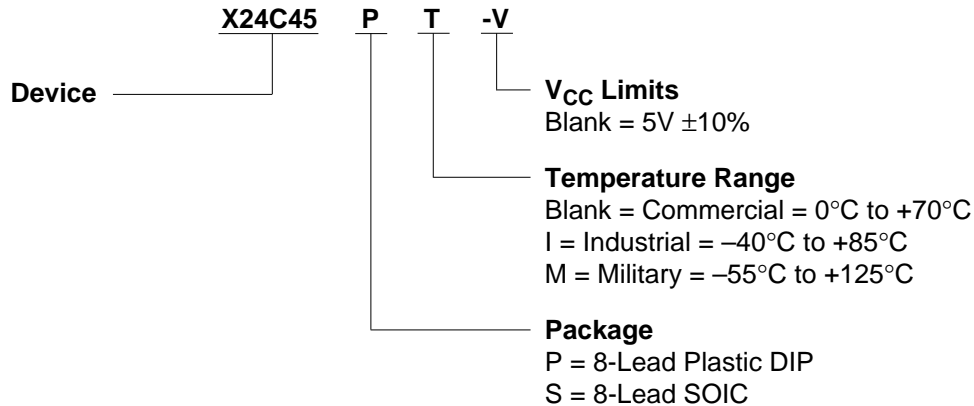 X24C45 P T -V
Device
VCC Limits
Blank = 5V ±10%
Temperature Range
Blank = Commercial = 0°C to +70°C
I = Industrial = –40°C to +85°C
M = Military = –55°C to +125°C
Package
P = 8-Lead Plastic DIP
S = 8-Lead SOIC